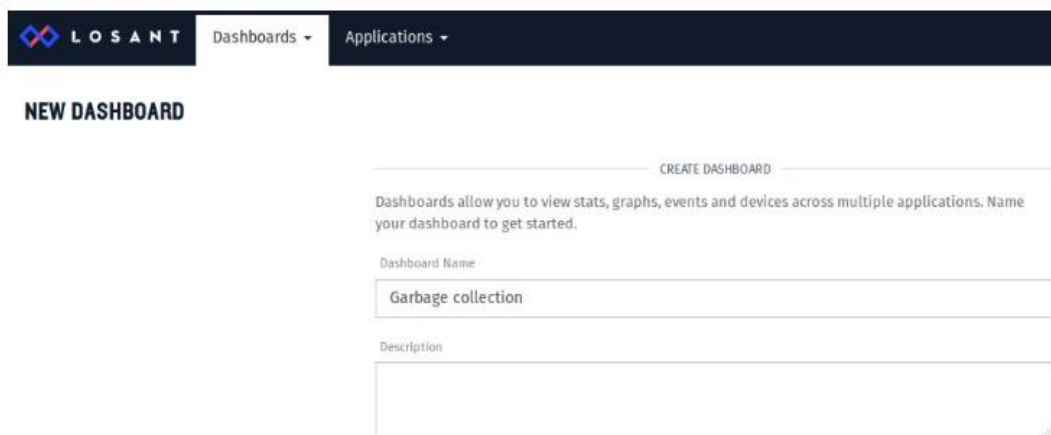 LOSANT Dashboards Applications
NEW DASHBOARD
CREATE DASHBOARD
Dashboards allow you to view stats, graphs, events and devices across multiple applications. Name
your dashboard to get started.
Dashboard Name
Garbage collection
Description